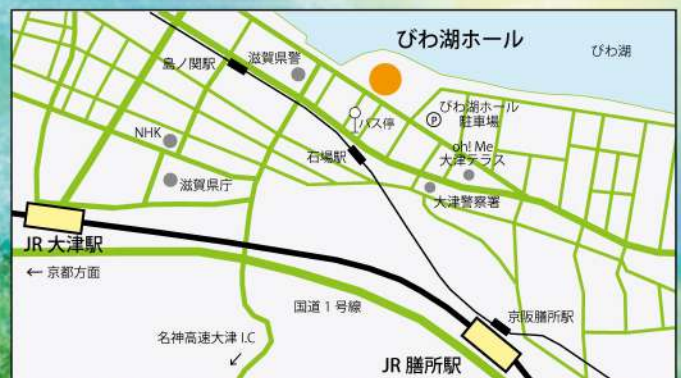 びわ湖ホール
びわ湖
島ノ関駅
滋賀県警
P
びわ湖ホール
駐車場
バス停
NHK
石場駅
oh! Me
大津テラス
滋賀県庁
大津警察署
JR 大津駅
← 京都方面
国道 1 号線
京阪膳所駅
名神高速大津 I.C
↙
JR 膳所駅